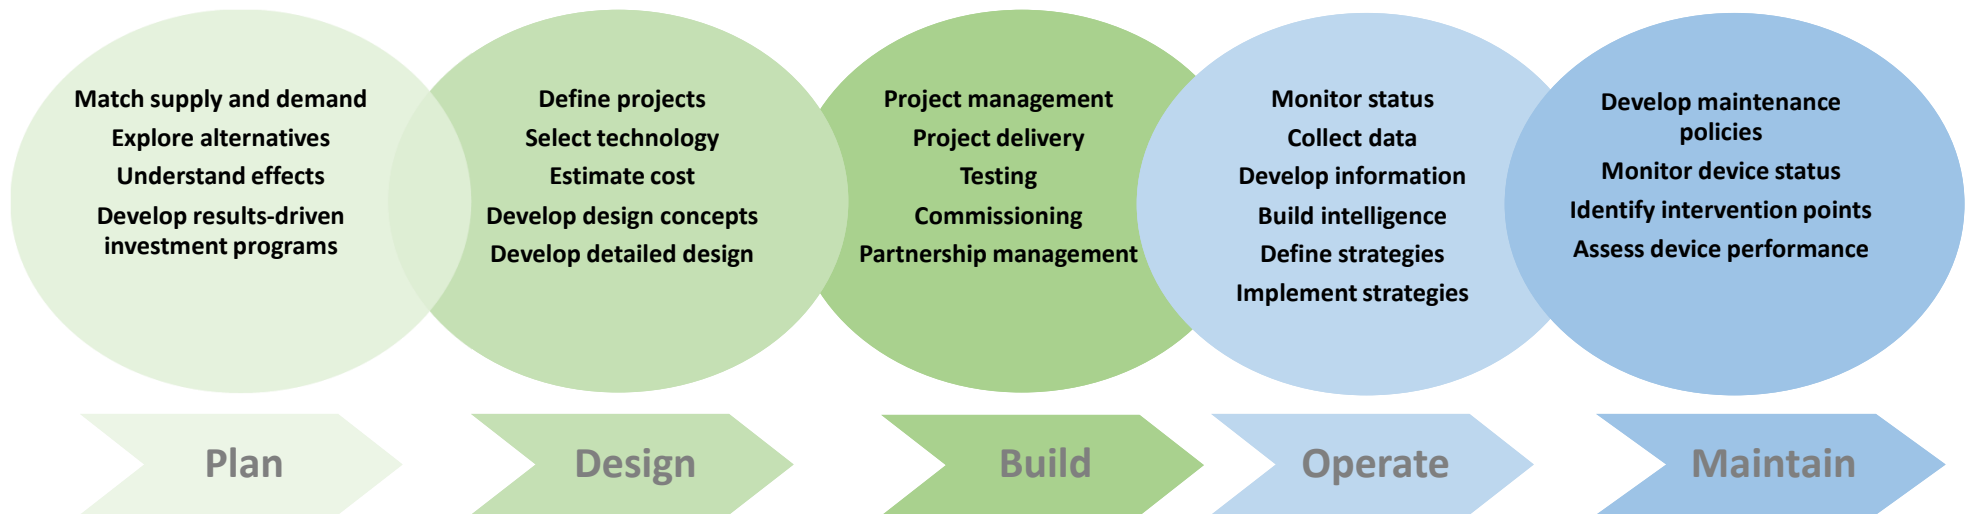 Match supply and demand
Explore alternatives
Understand effects
Develop results-driven
investment programs
Define projects
Select technology
Estimate cost
Develop design concepts
Develop detailed design
Project management
Project delivery
Testing
Commissioning
Partnership management
Monitor status
Collect data
Develop information
Build intelligence
Define strategies
Implement strategies
Develop maintenance
policies
Monitor device status
Identify intervention points
Assess device performance
Plan
Design
Build
Operate
Maintain